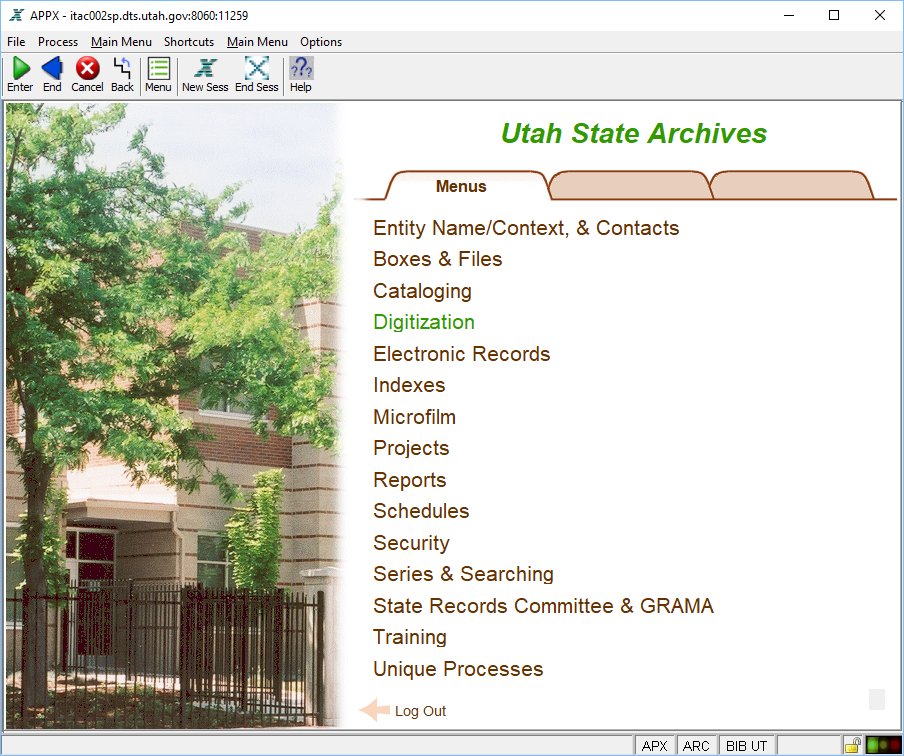 APPX - itac002sp.dts.utah.gov:8060:11259
File Process Main Menu Shortcuts Main Menu Options
Enter End Cancel Back Menu New Sess End Sess Help
Utah State Archives
Menus
Entity Name/Context, & Contacts
Boxes & Files
Cataloging
Digitization
Electronic Records
Indexes
Microfilm
Projects
Reports
Schedules
Security
Series & Searching
State Records Committee & GRAMA
Training
Unique Processes
Log Out
APX ARC BIB UT